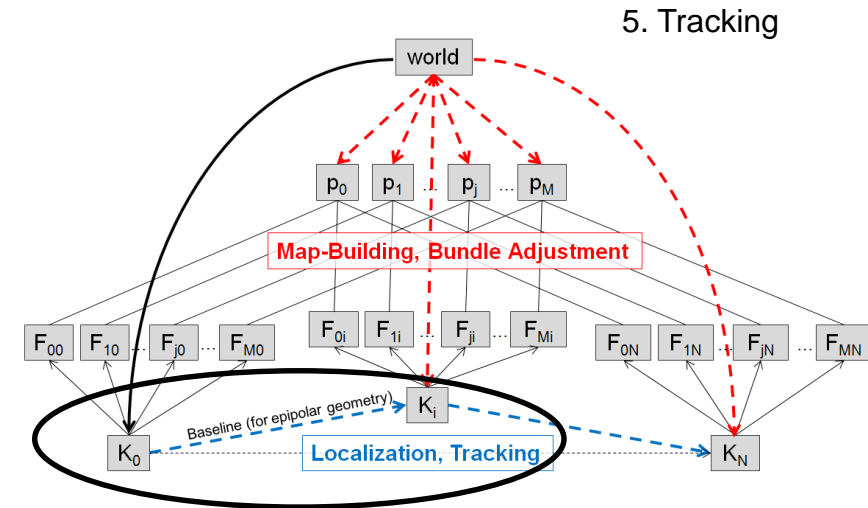 5. Tracking
world
p0 p1 ... pj ... pM
Map-Building, Bundle Adjustment
F00 F10 ... Fj0 ... FM0 F0i F1i ... Fji ... FMi F0N F1N ... FjN ... FMN
Baseline (for epipolar geometry)
Ki
K0 Localization, Tracking KN